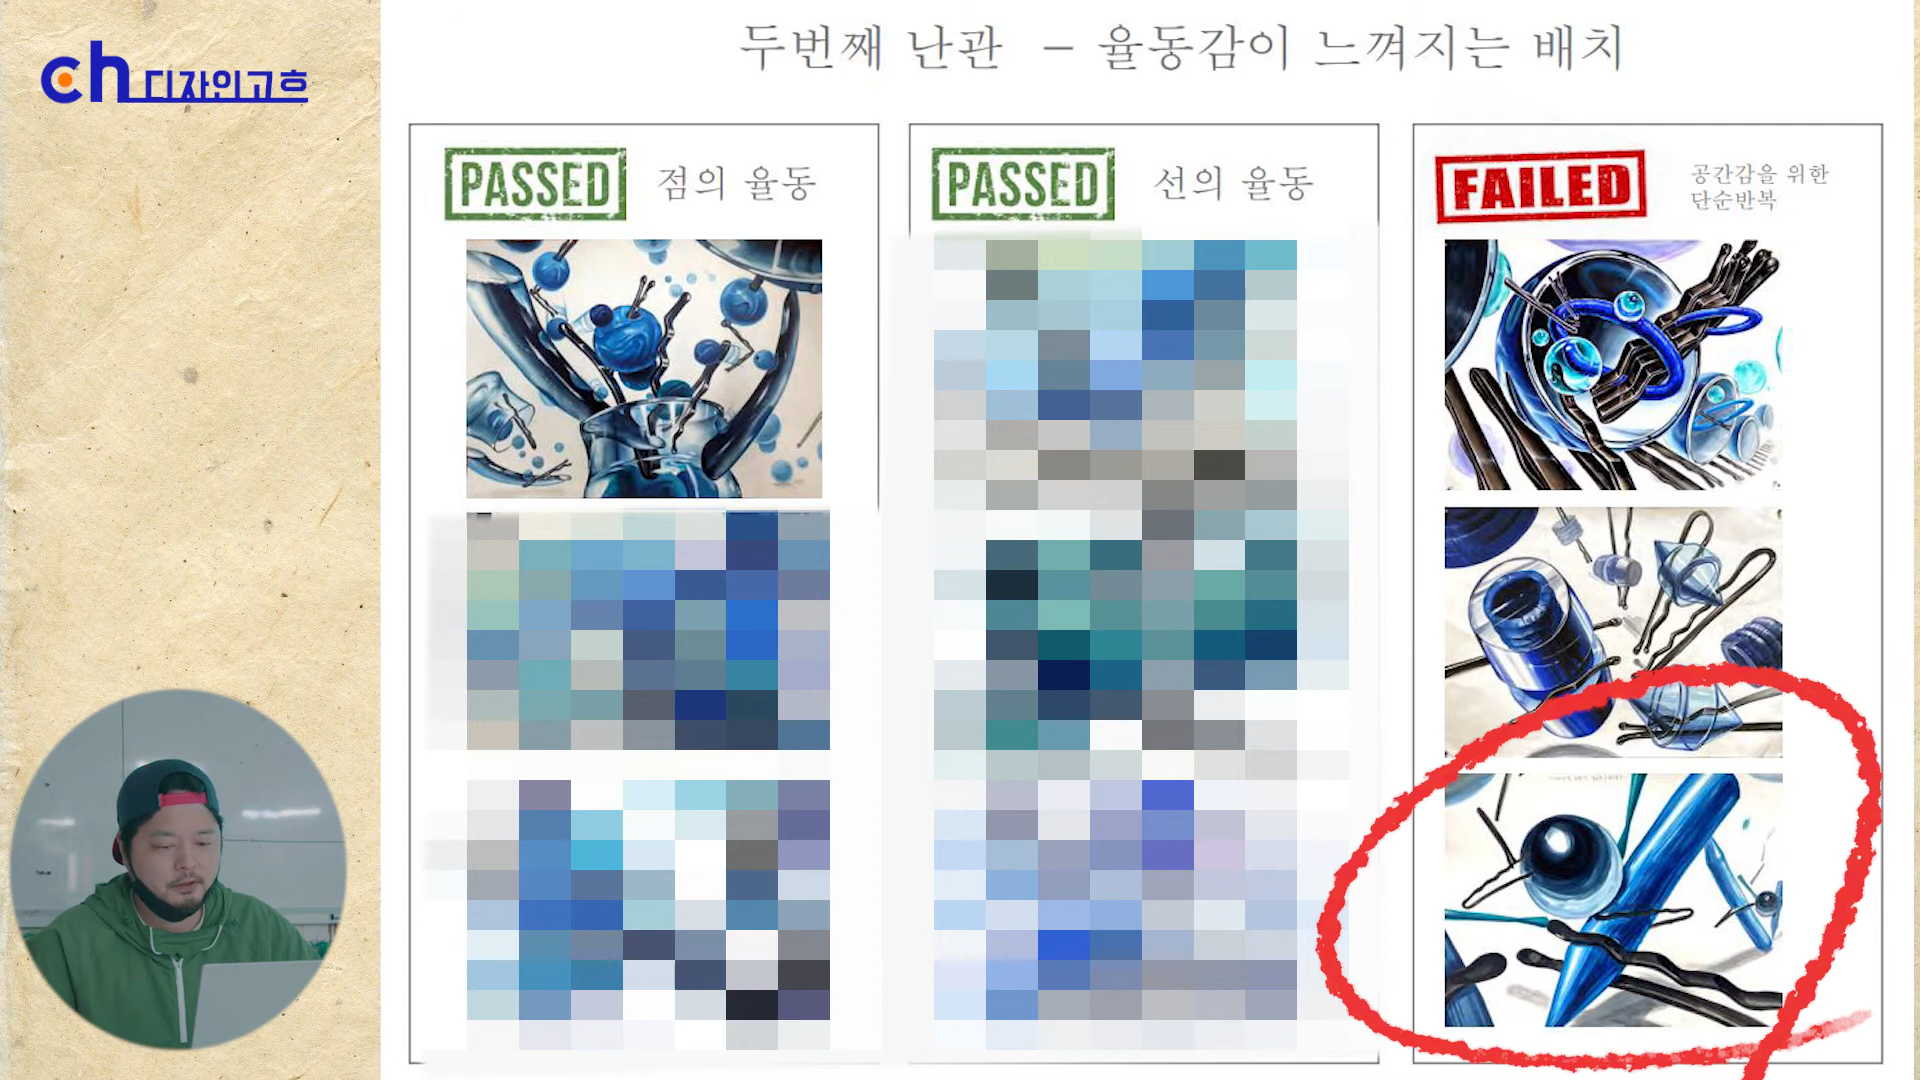 ch 디자인고흐
두번째 난관 – 율동감이 느껴지는 배치
PASSED
점의 율동
PASSED
선의 율동
FAILED
공간감을 위한
단순반복